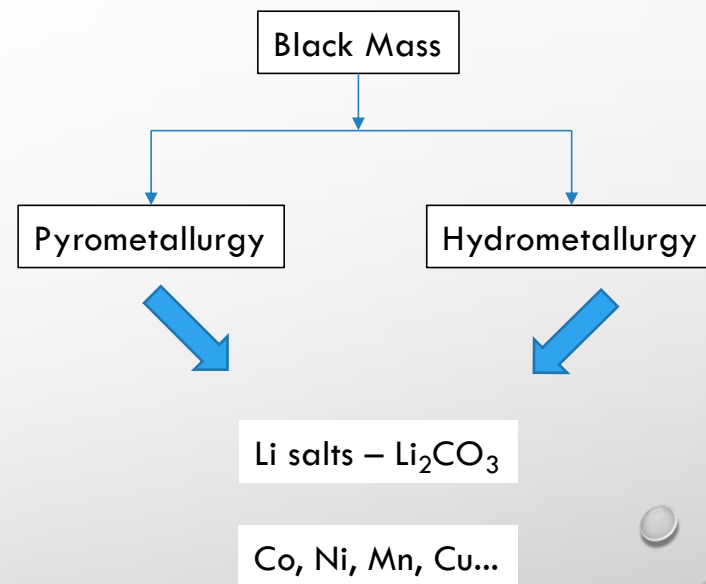 Black Mass
Pyrometallurgy
Hydrometallurgy
Li salts – Li₂CO₃
Co, Ni, Mn, Cu...